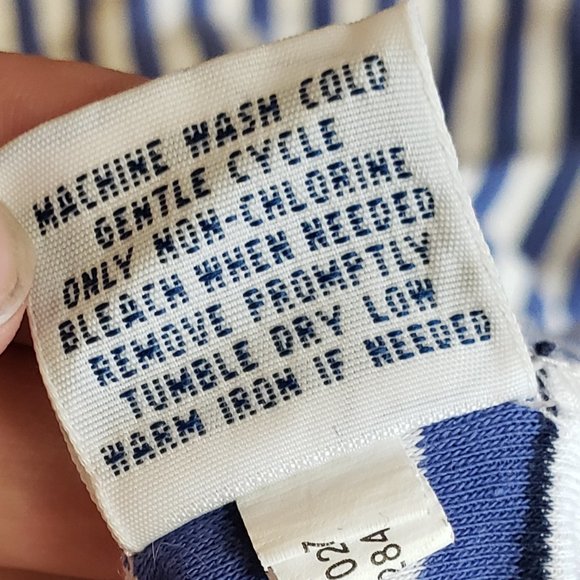 MACHINE WASH COLD
GENTLE CYCLE
ONLY NON-CHLORINE
BLEACH WHEN NEEDED
REMOVE PROMPTLY
TUMBLE DRY LOW
WARM IRON IF NEEDED
027